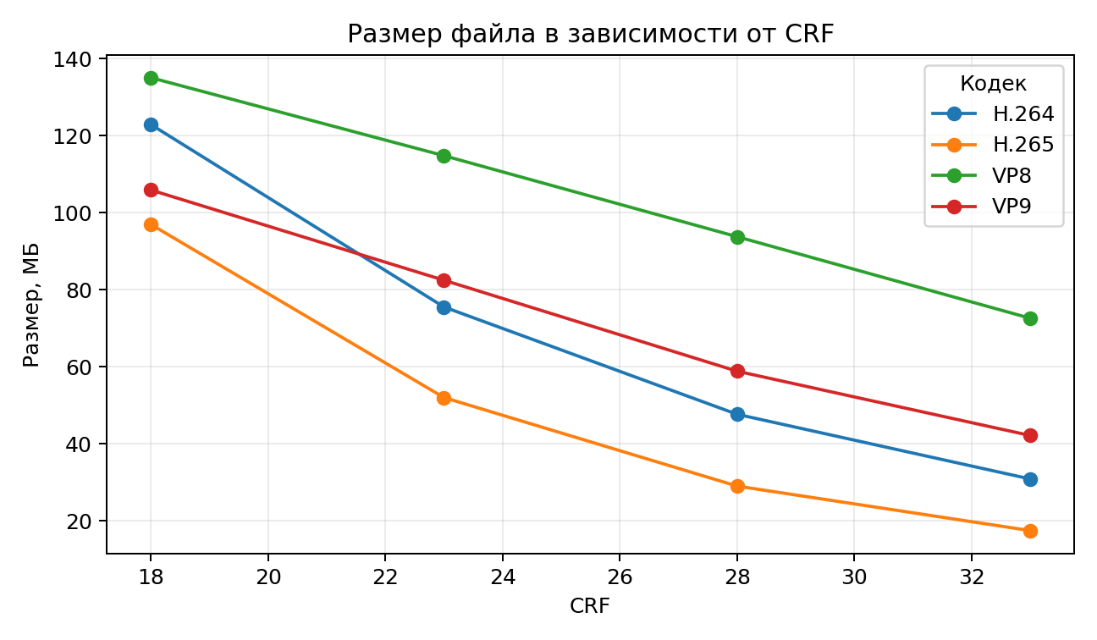 Размер файла в зависимости от CRF
140
120
100
80
60
40
20
Размер, МБ
Кодек
H.264
H.265
VP8
VP9
18 20 22 24 26 28 30 32
CRF